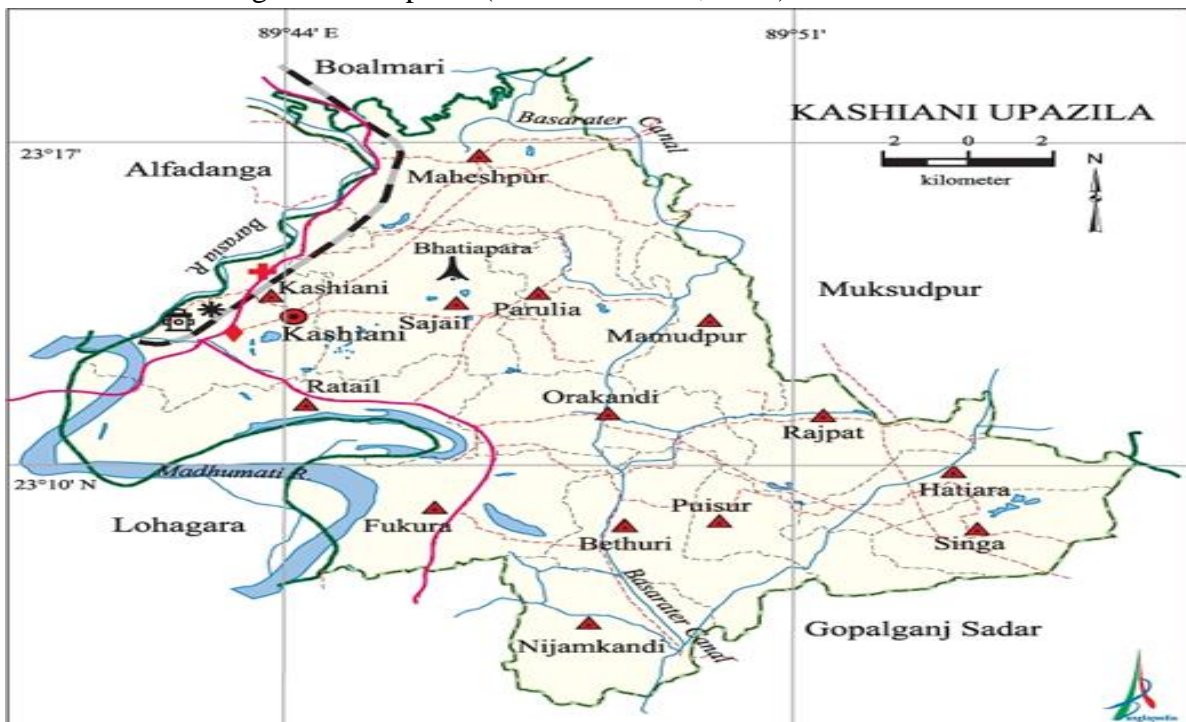 89°44' E
89°51'
Boalmari
KASHIANI UPAZILA
Basarater Canal
2 0 2
23°17'
N
Alfadanga
Maheshpur
kilometer
Barasia R.
Bhatiapara
Kashiani
Muksudpur
Sajail
Parulia
Kashiani
Mamudpur
Ratail
Orakandi
Rajpat
Madhumati R.
23°10' N
Hatiara
Lohagara
Fukura
Puisur
Bethuri
Singa
Basarater Canal
Gopalganj Sadar
Nijamkandi